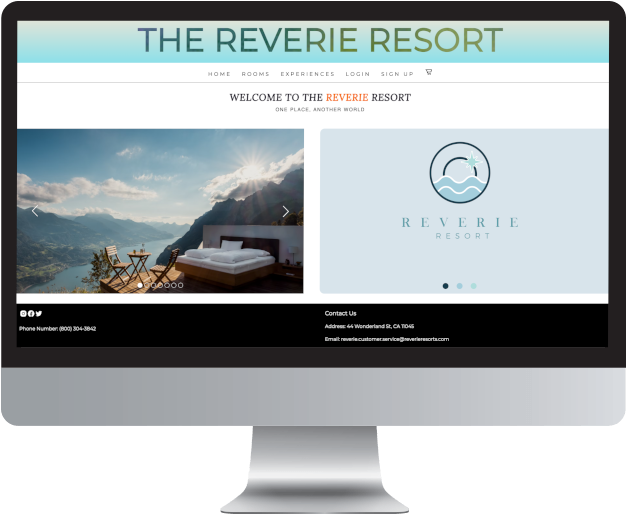 THE REVERIE RESORT
HOME ROOMS EXPERIENCES LOGIN SIGN UP
WELCOME TO THE REVERIE RESORT
ONE PLACE, ANOTHER WORLD
REVERIE
RESORT
Phone Number: (800) 304-3842
Contact Us
Address: 44 Wonderland St, CA 11045
Email: reverie.customer.service@reverieresorts.com